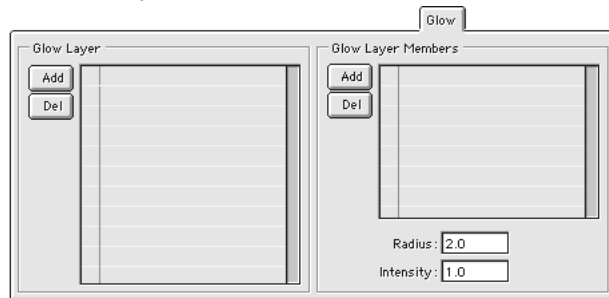 Glow
Glow Layer
Add
Del
Glow Layer Members
Add
Del
Radius: 2.0
Intensity: 1.0